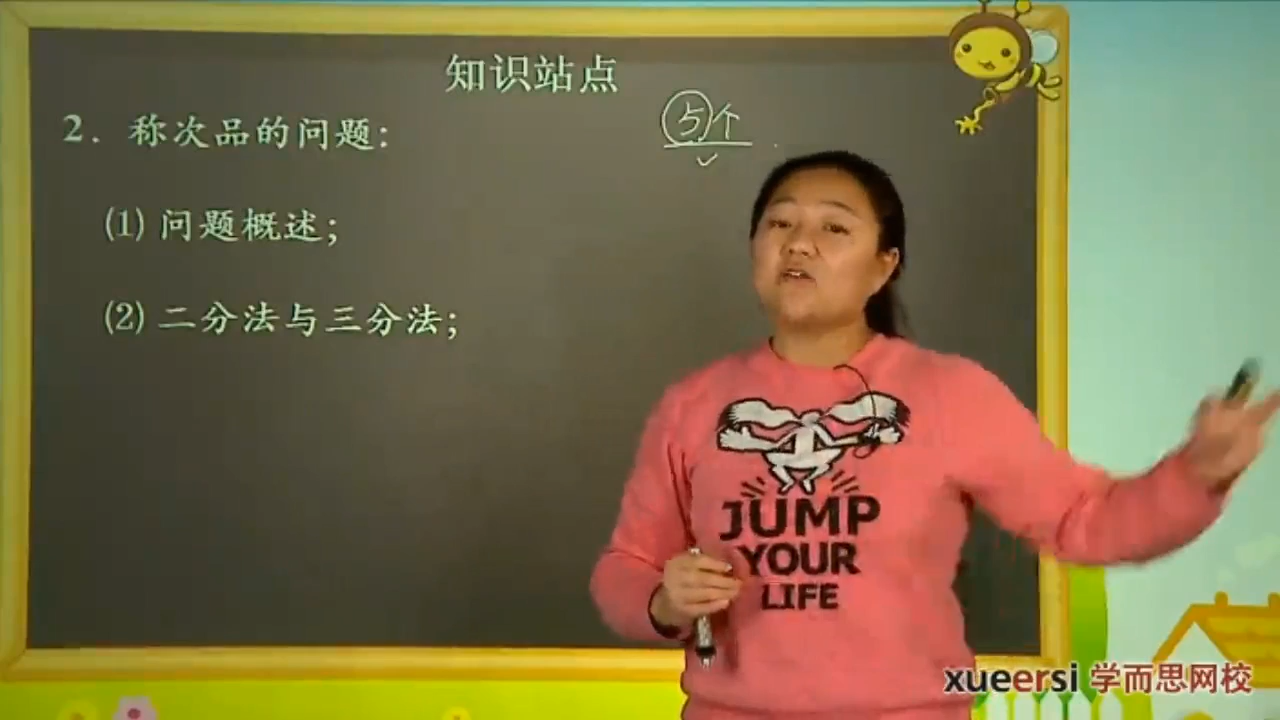 知识站点
2. 称次品的问题:
与个
(1) 问题概述;
(2) 二分法与三分法;
JUMP
YOUR
LIFE
xueersi 学而思网校